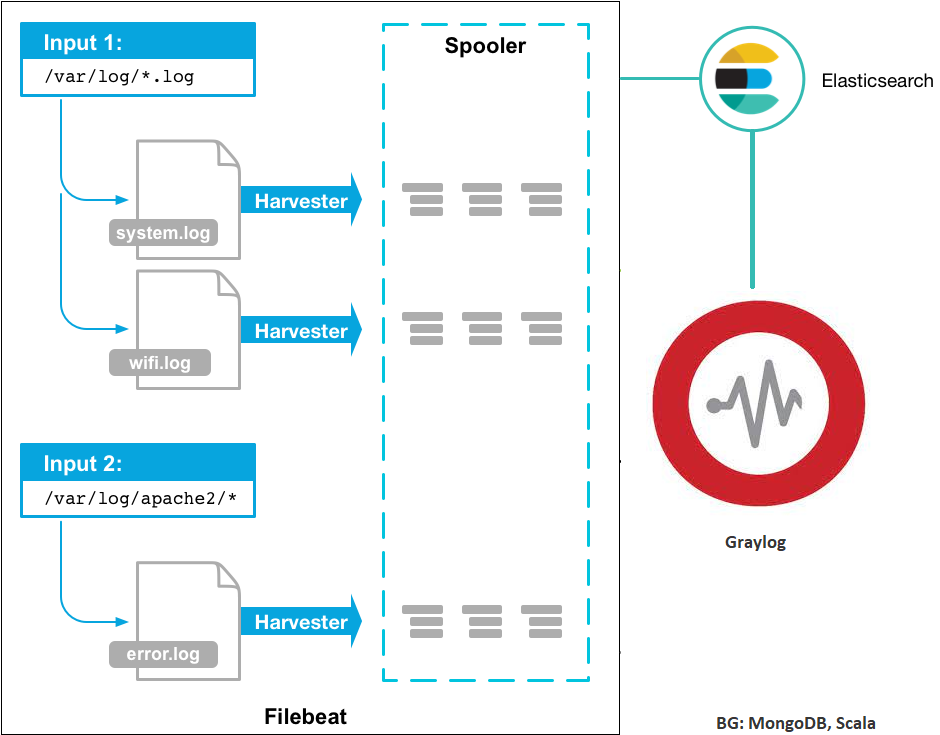 Input 1:
/var/log/*.log
Spooler
Elasticsearch
Harvester
system.log
Harvester
wifi.log
Input 2:
/var/log/apache2/*
Graylog
Harvester
error.log
Filebeat
BG: MongoDB, Scala